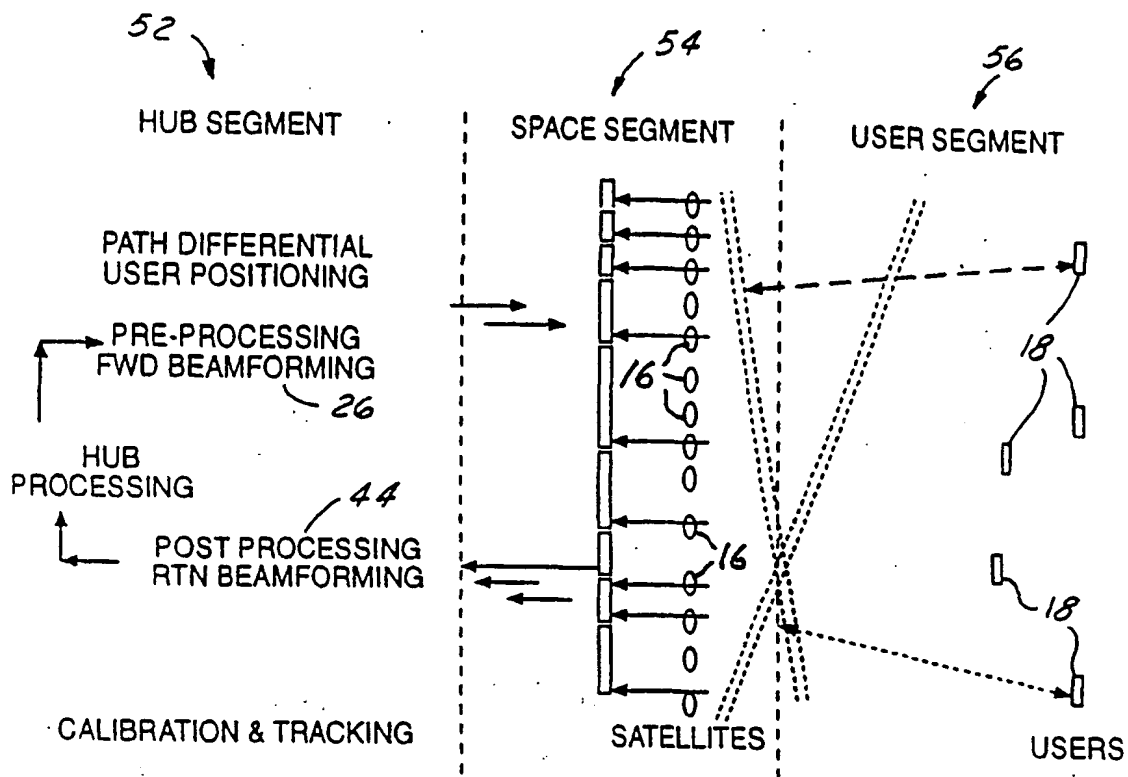 52
54
56
HUB SEGMENT
SPACE SEGMENT
USER SEGMENT
PATH DIFFERENTIAL
USER POSITIONING
PRE-PROCESSING
FWD BEAMFORMING
26
16
18
HUB
PROCESSING
44
POST PROCESSING
RTN BEAMFORMING
16
18
CALIBRATION & TRACKING
SATELLITES
USERS